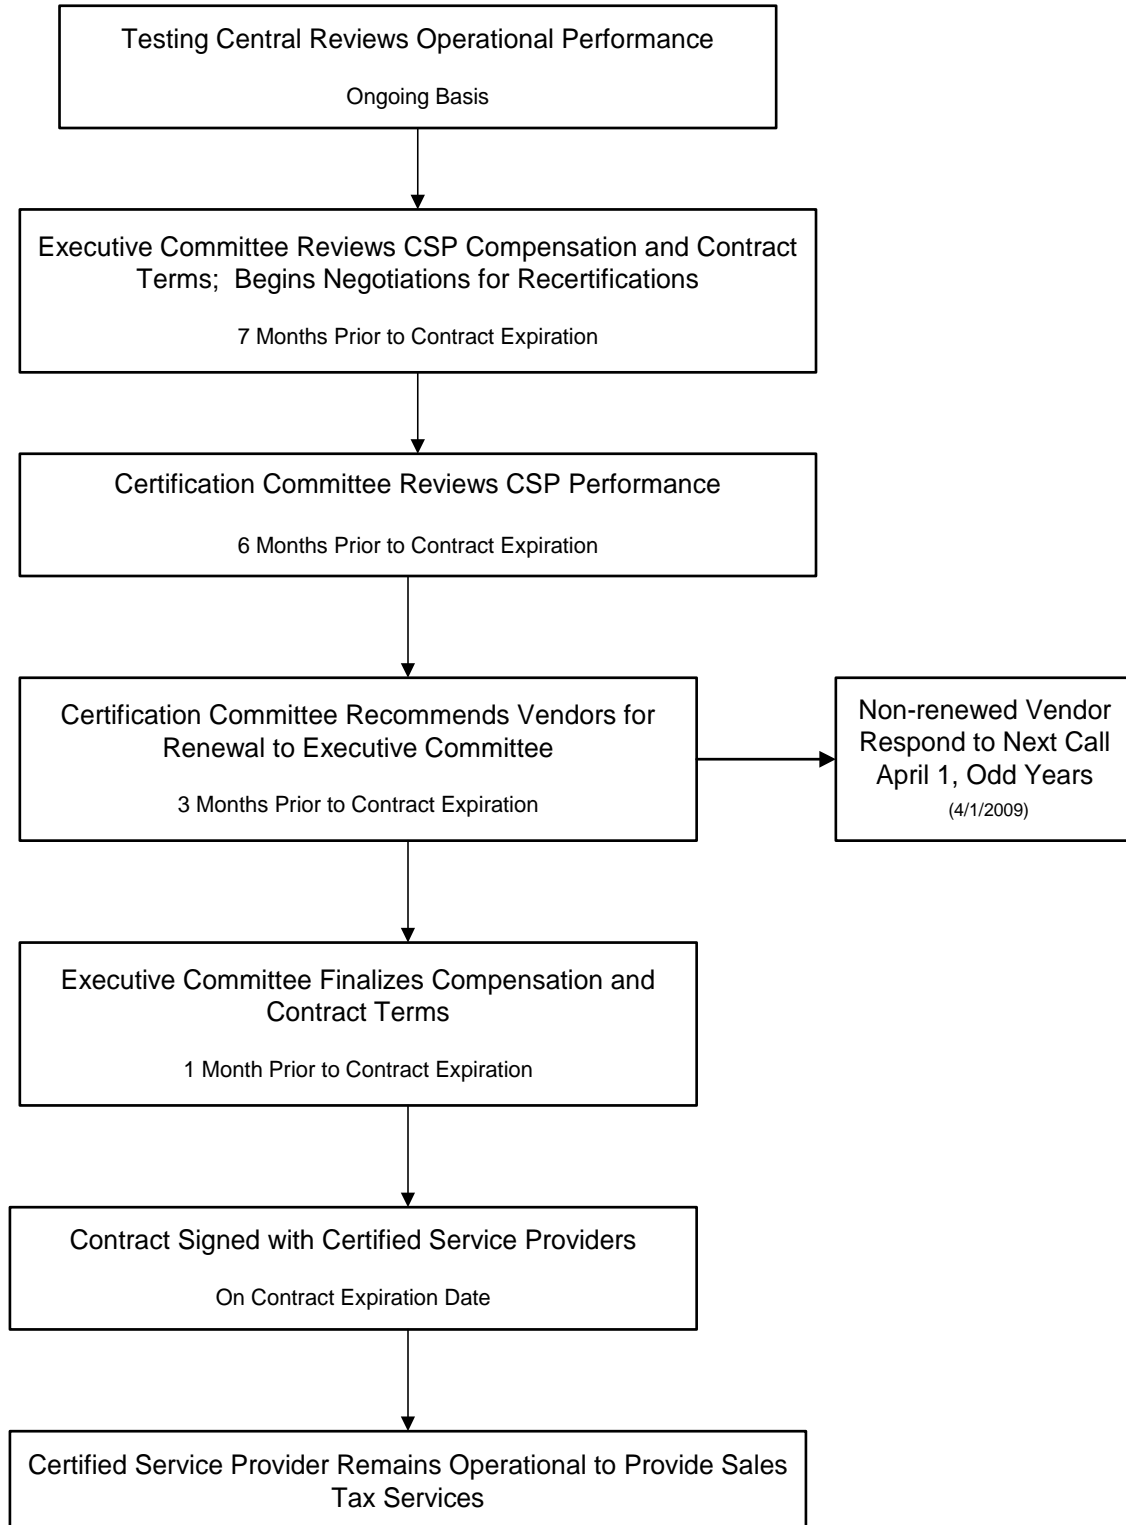 Testing Central Reviews Operational Performance
Ongoing Basis
Executive Committee Reviews CSP Compensation and Contract
Terms;  Begins Negotiations for Recertifications
7 Months Prior to Contract Expiration
Certification Committee Reviews CSP Performance
6 Months Prior to Contract Expiration
Certification Committee Recommends Vendors for
Renewal to Executive Committee
3 Months Prior to Contract Expiration
Non-renewed Vendor
Respond to Next Call
April 1, Odd Years
(4/1/2009)
Executive Committee Finalizes Compensation and
Contract Terms
1 Month Prior to Contract Expiration
Contract Signed with Certified Service Providers
On Contract Expiration Date
Certified Service Provider Remains Operational to Provide Sales
Tax Services